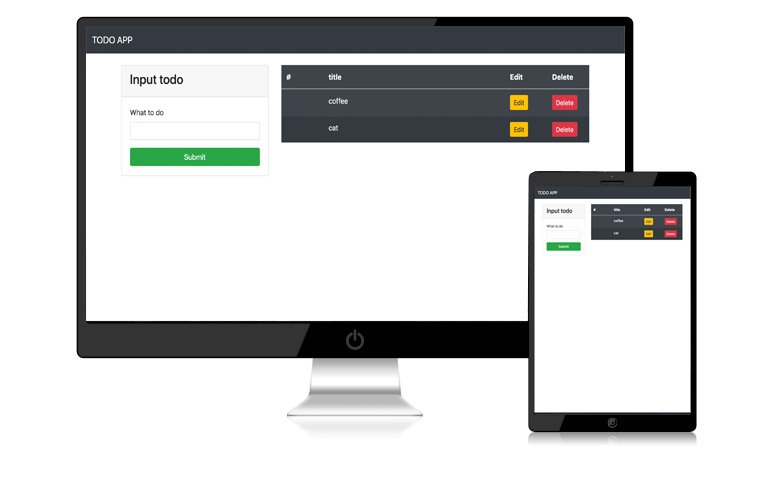 TODO APP
Input todo
What to do
Submit
# title Edit Delete
coffee Edit Delete
cat Edit Delete
TODO APP
Input todo
What to do
Submit
# title Edit Delete
coffee Edit Delete
cat Edit Delete